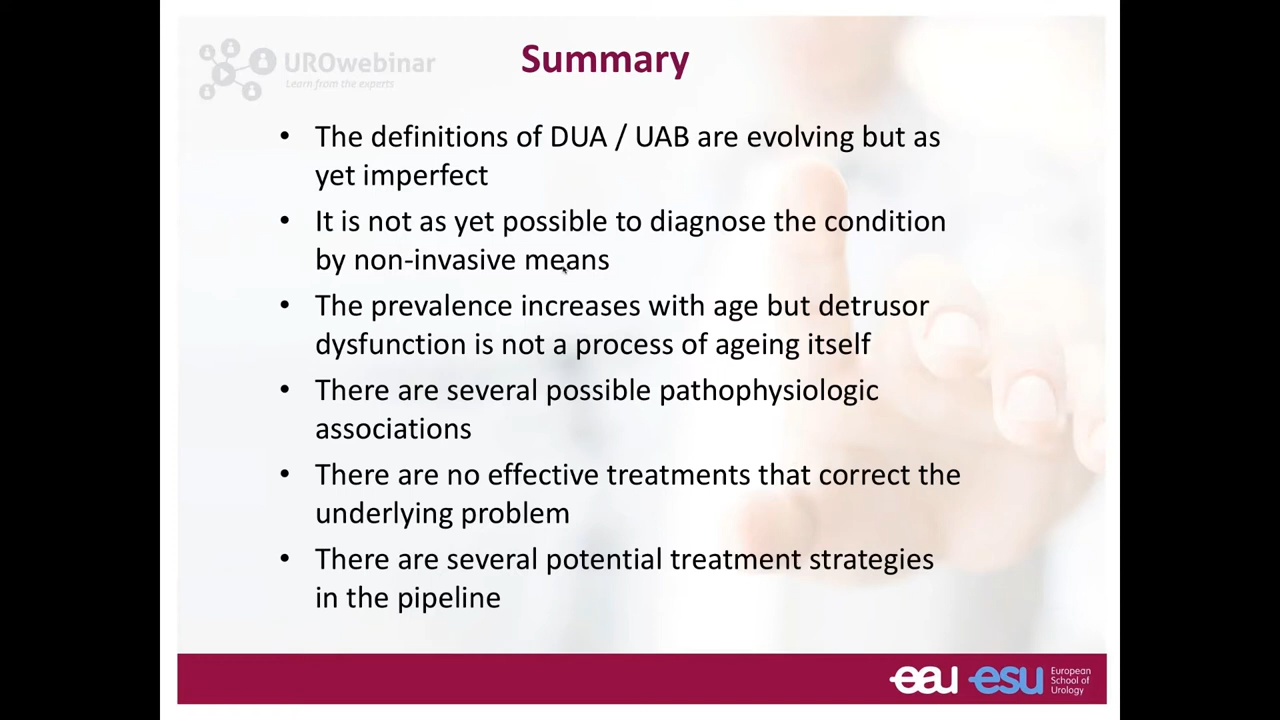 UROwebinar
Learn from the experts
Summary
• The definitions of DUA / UAB are evolving but as
yet imperfect
• It is not as yet possible to diagnose the condition
by non-invasive means
• The prevalence increases with age but detrusor
dysfunction is not a process of ageing itself
• There are several possible pathophysiologic
associations
• There are no effective treatments that correct the
underlying problem
• There are several potential treatment strategies
in the pipeline
eau esu European
School of
Urology